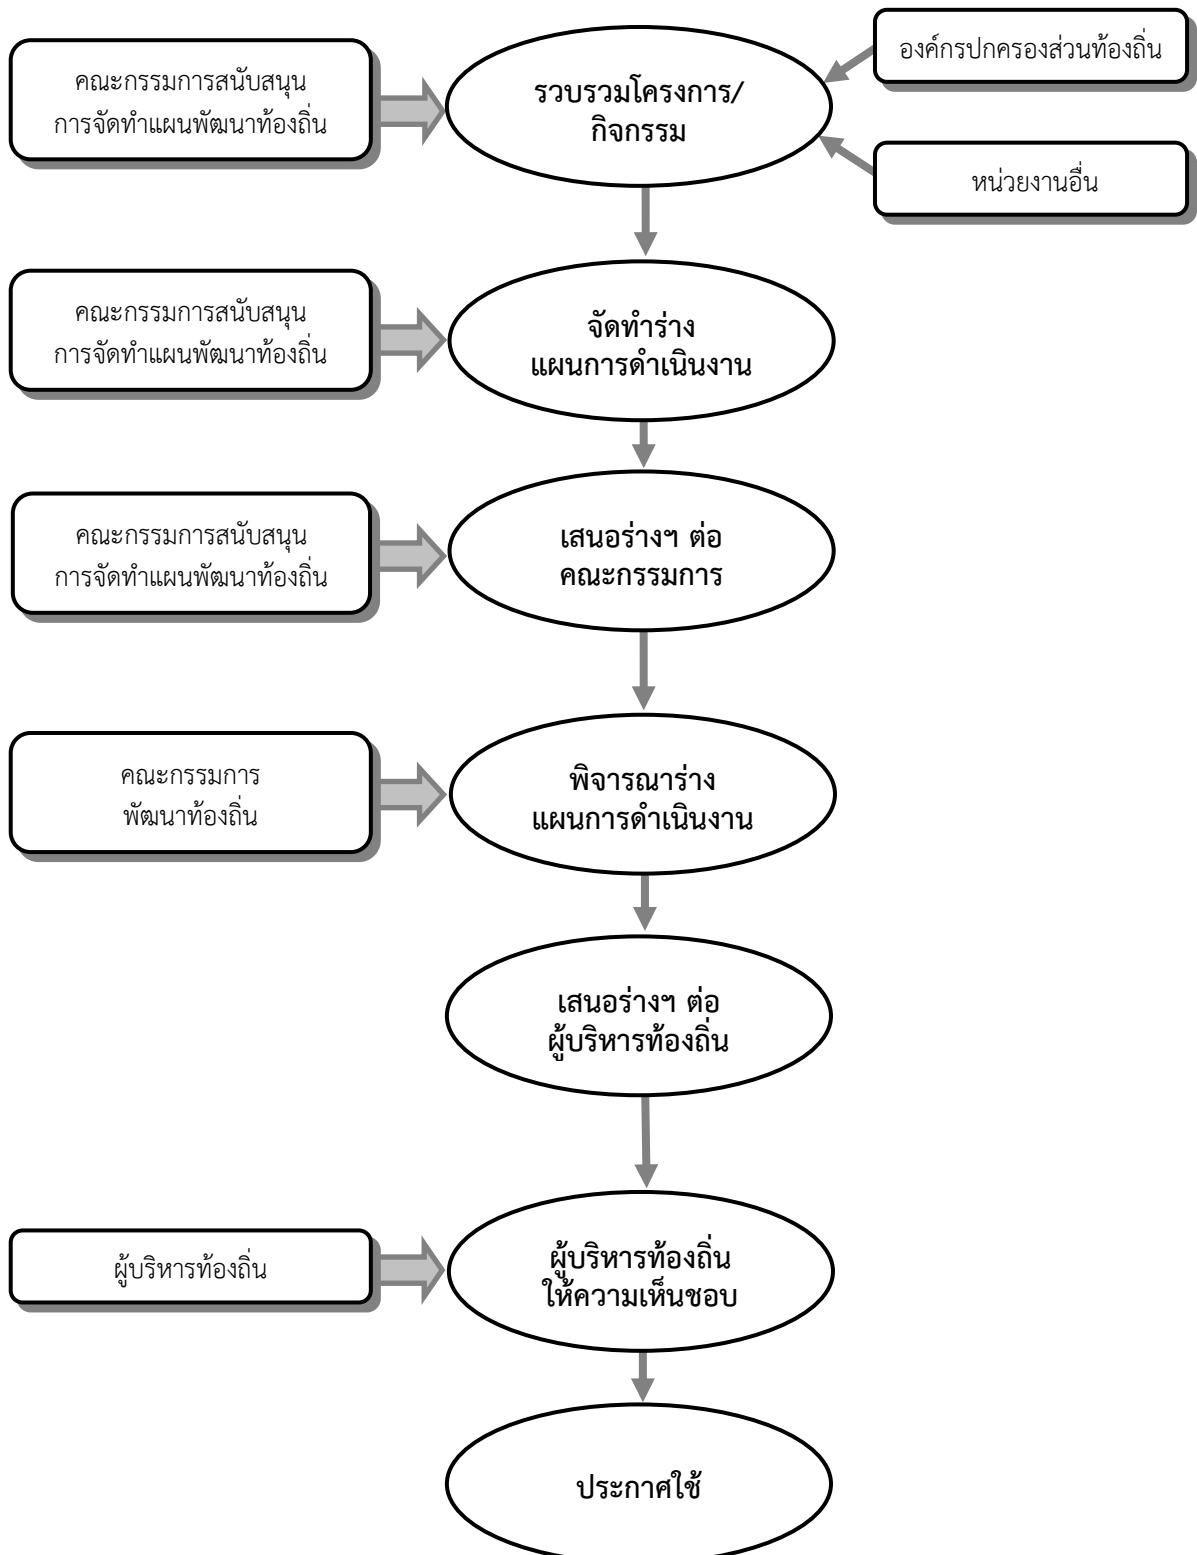 องค์กรปกครองส่วนท้องถิ่น
คณะกรรมการสนับสนุน
การจัดทำแผนพัฒนาท้องถิ่น
รวบรวมโครงการ/
กิจกรรม
หน่วยงานอื่น
คณะกรรมการสนับสนุน
การจัดทำแผนพัฒนาท้องถิ่น
จัดทำร่าง
แผนการดำเนินงาน
คณะกรรมการสนับสนุน
การจัดทำแผนพัฒนาท้องถิ่น
เสนอร่างฯ ต่อ
คณะกรรมการ
คณะกรรมการ
พัฒนาท้องถิ่น
พิจารณาร่าง
แผนการดำเนินงาน
เสนอร่างฯ ต่อ
ผู้บริหารท้องถิ่น
ผู้บริหารท้องถิ่น
ผู้บริหารท้องถิ่น
ให้ความเห็นชอบ
ประกาศใช้